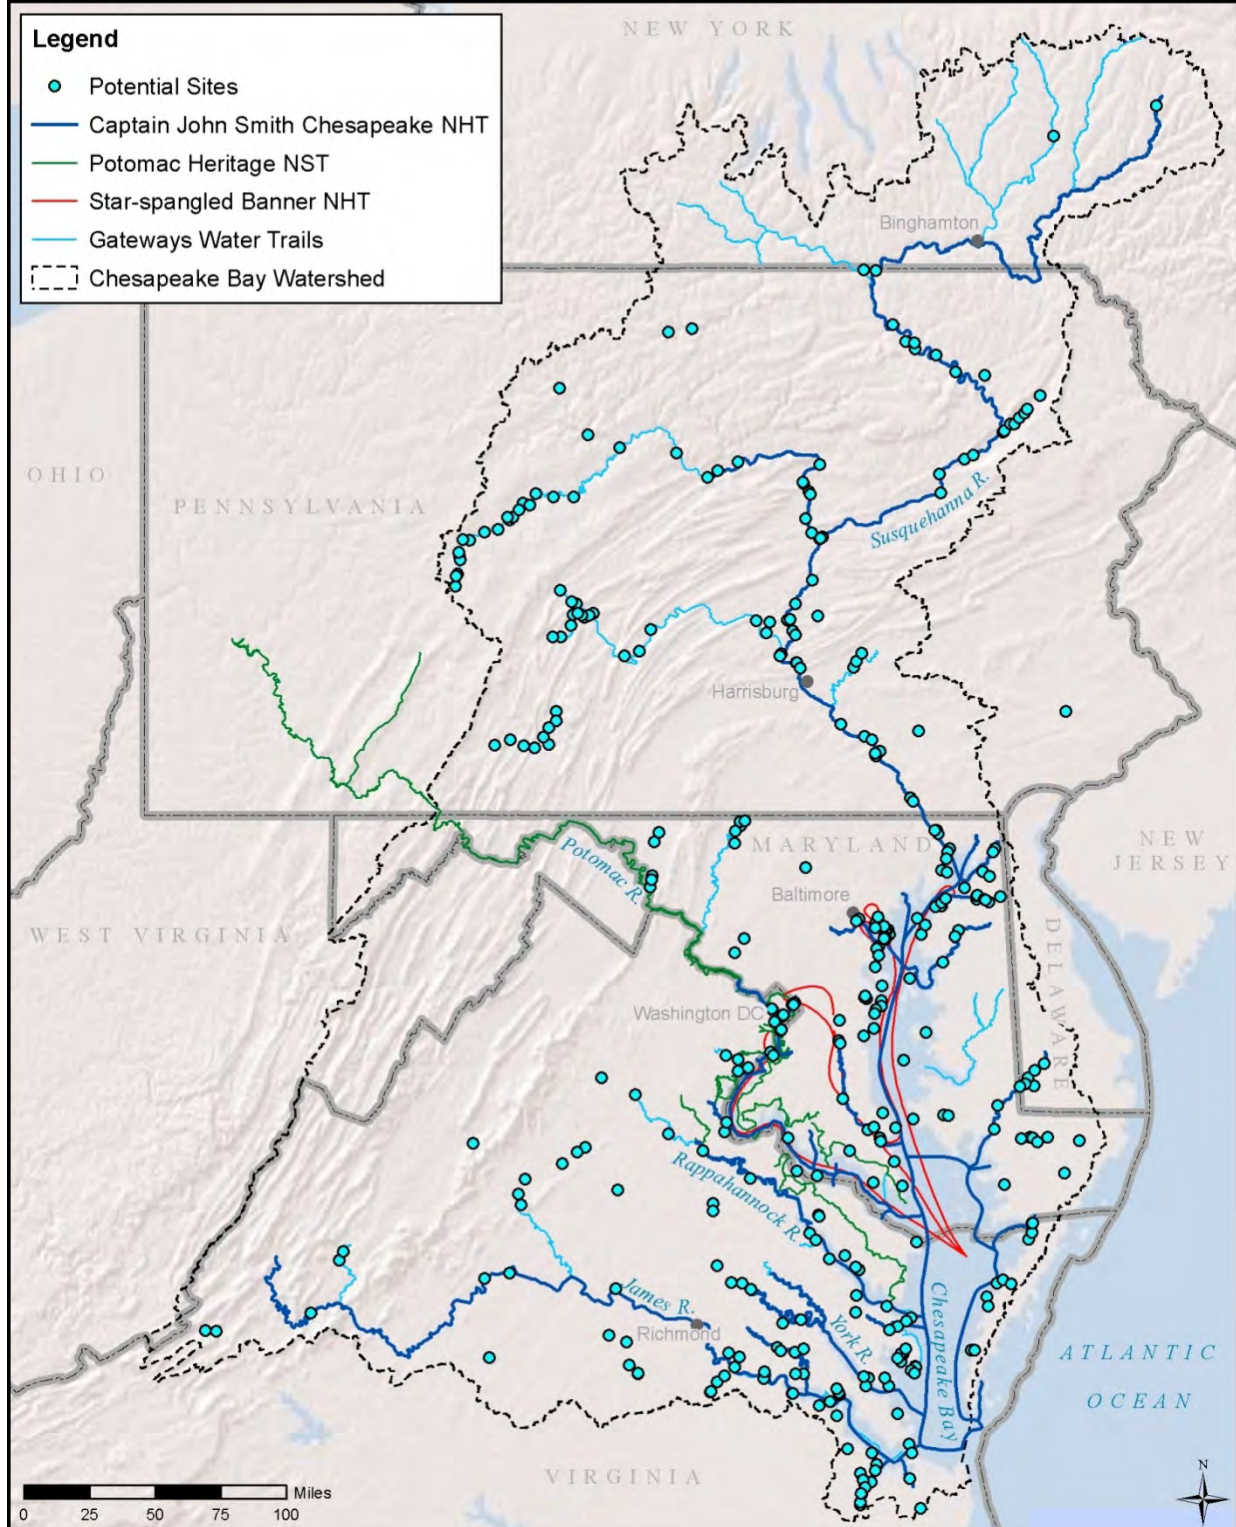 Legend
Potential Sites
Captain John Smith Chesapeake NHT
Potomac Heritage NST
Star-spangled Banner NHT
Gateways Water Trails
Chesapeake Bay Watershed
NEW YORK
Binghamton
OHIO
PENNSYLVANIA
Susquehanna R.
Harrisburg
MARYLAND
NEW
JERSEY
Potomac R.
Baltimore
WEST VIRGINIA
DELAWARE
Washington DC
Rappahannock R.
James R.
Richmond
York R.
Chesapeake Bay
ATLANTIC
OCEAN
VIRGINIA
N
Miles
0 25 50 75 100